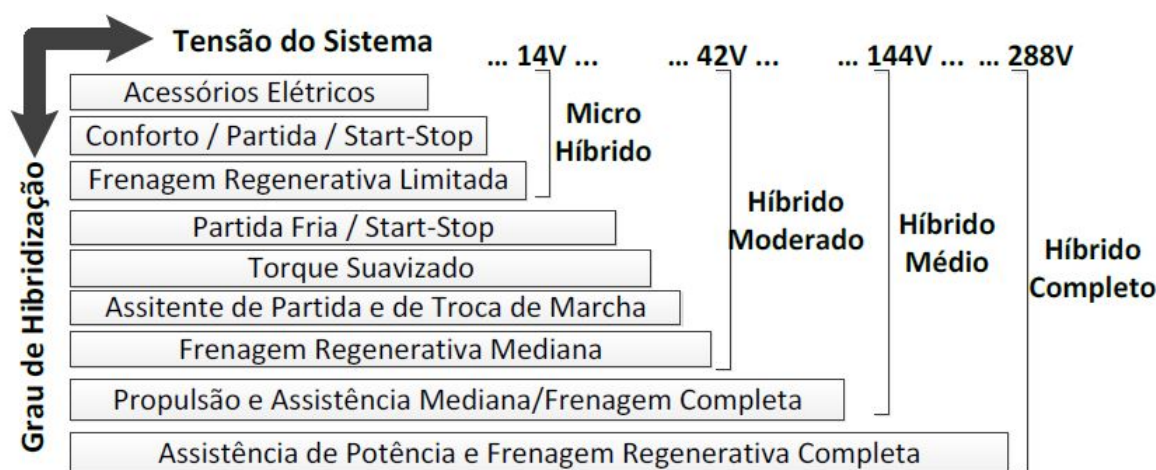 Tensão do Sistema
... 14V ... ... 42V ... ... 144V ... ... 288V
Grau de Hibridização
Acessórios Elétricos
Conforto / Partida / Start-Stop
Frenagem Regenerativa Limitada
Partida Fria / Start-Stop
Torque Suavizado
Assitente de Partida e de Troca de Marcha
Frenagem Regenerativa Mediana
Propulsão e Assistência Mediana/Frenagem Completa
Assistência de Potência e Frenagem Regenerativa Completa
Micro
Híbrido
Híbrido
Moderado
Híbrido
Médio
Híbrido
Completo